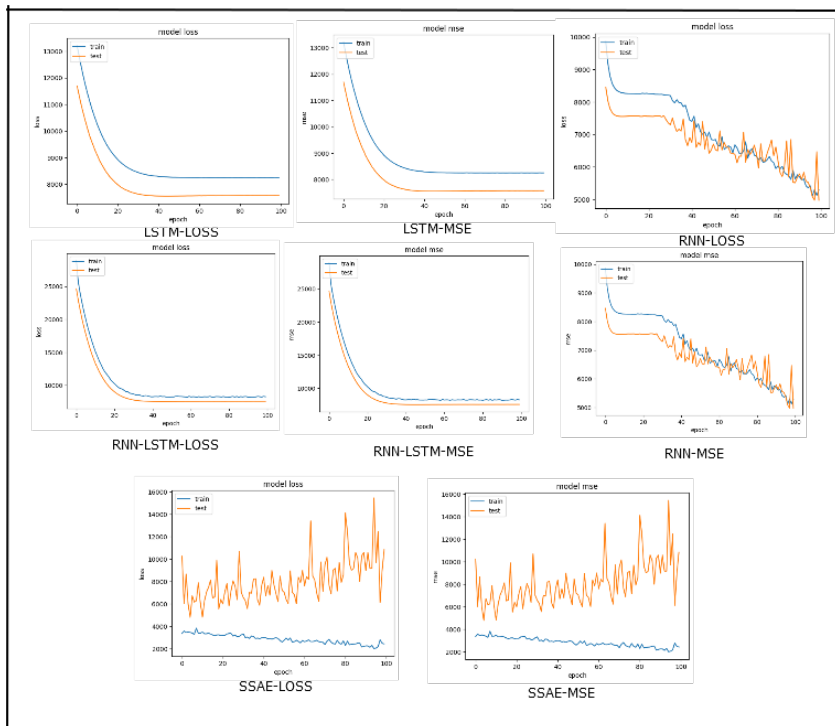 model loss
train
test
13000
12000
11000
10000
9000
8000
loss
0 20 40 60 80 100
epoch
LSTM-LOSS
model mse
train
test
13000
12000
11000
10000
9000
8000
mse
0 20 40 60 80 100
epoch
LSTM-MSE
model loss
train
test
10000
9000
8000
7000
6000
5000
loss
0 20 40 60 80 100
epoch
RNN-LOSS
model loss
train
test
25000
20000
15000
10000
loss
0 20 40 60 80 100
epoch
RNN-LSTM-LOSS
model mse
train
test
25000
20000
15000
10000
mse
0 20 40 60 80 100
epoch
RNN-LSTM-MSE
model mse
train
test
10000
9000
8000
7000
6000
5000
mse
0 20 40 60 80 100
epoch
RNN-MSE
model loss
train
test
16000
14000
12000
10000
8000
6000
4000
2000
loss
0 20 40 60 80 100
epoch
SSAE-LOSS
model mse
train
test
16000
14000
12000
10000
8000
6000
4000
2000
mse
0 20 40 60 80 100
epoch
SSAE-MSE